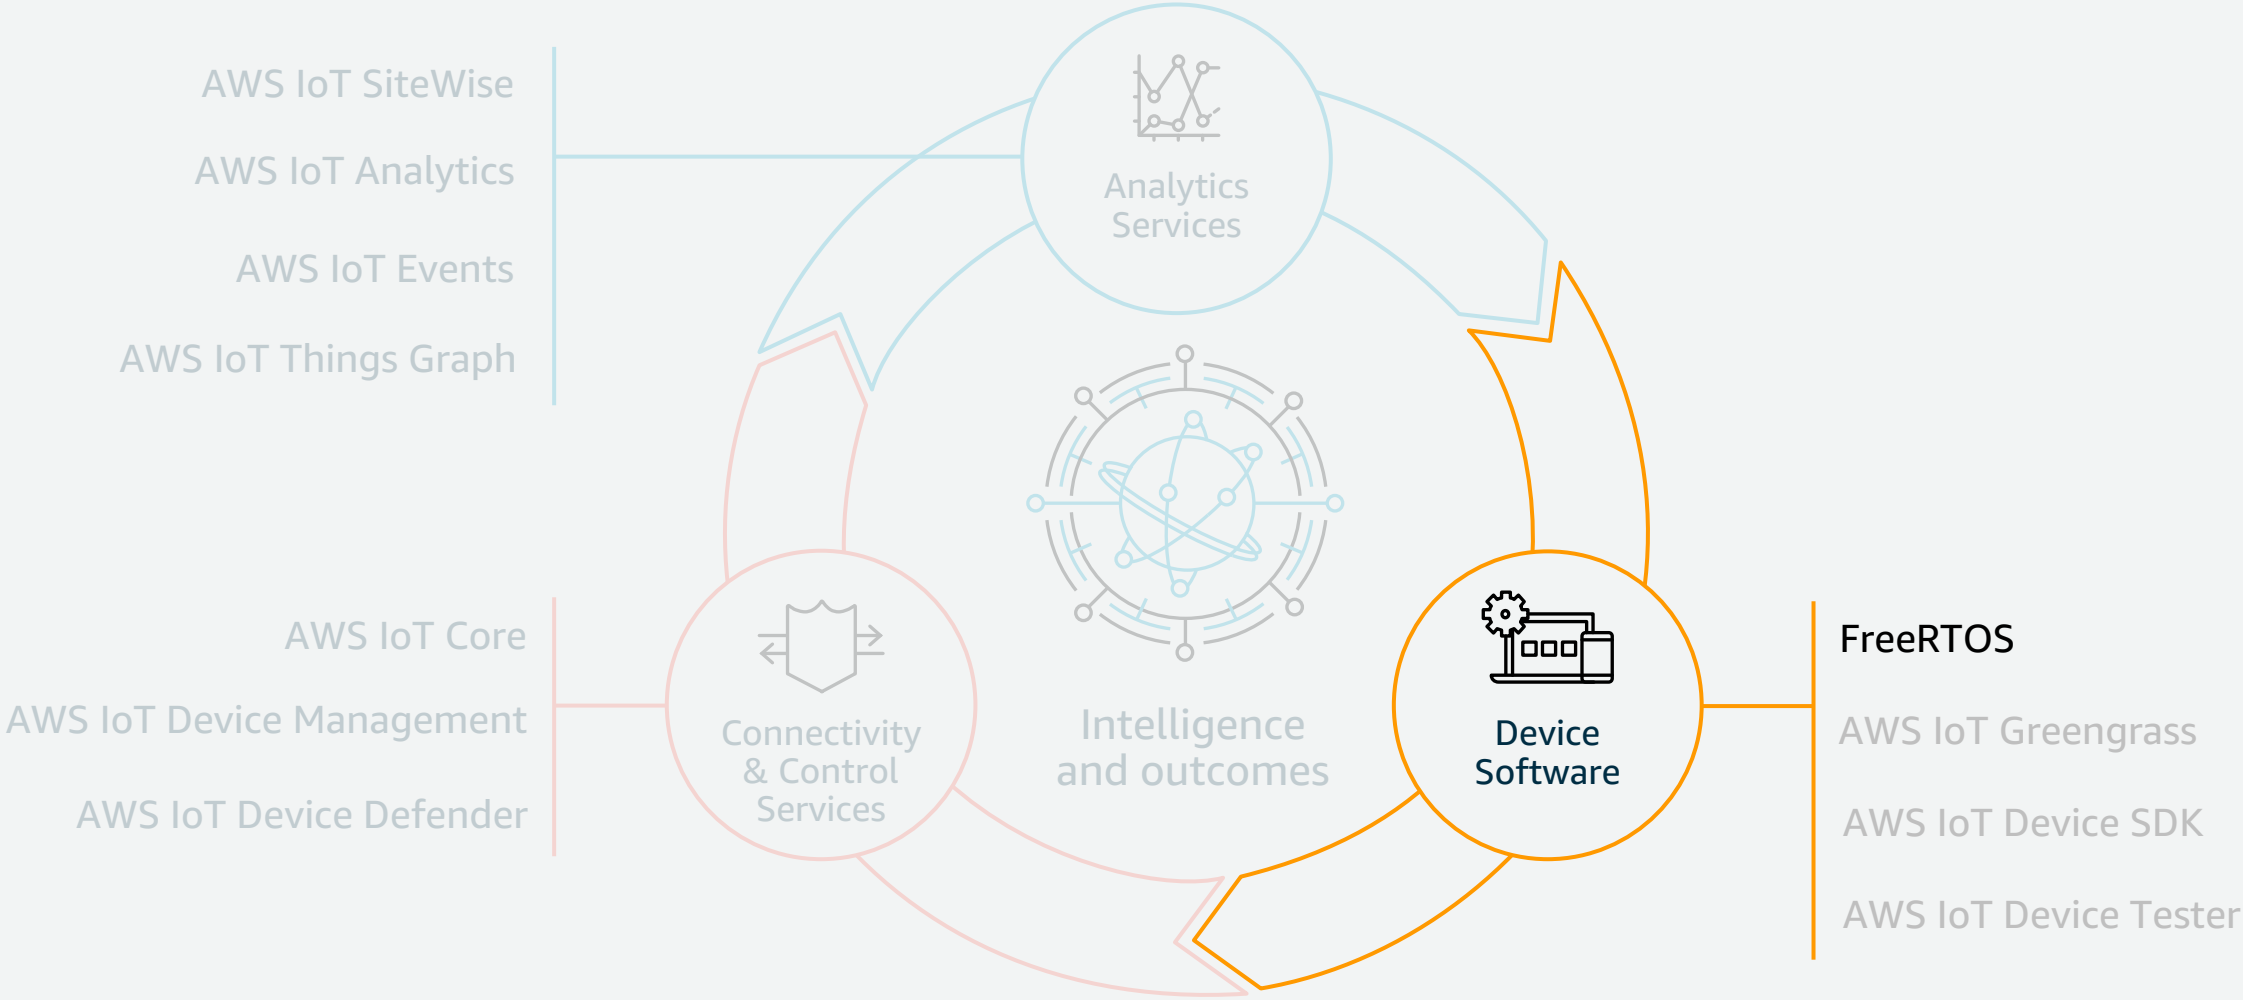 AWS IoT SiteWise
AWS IoT Analytics
AWS IoT Events
AWS IoT Things Graph
Analytics
Services
AWS IoT Core
AWS IoT Device Management
AWS IoT Device Defender
Connectivity
& Control
Services
Intelligence
and outcomes
Device
Software
FreeRTOS
AWS IoT Greengrass
AWS IoT Device SDK
AWS IoT Device Tester